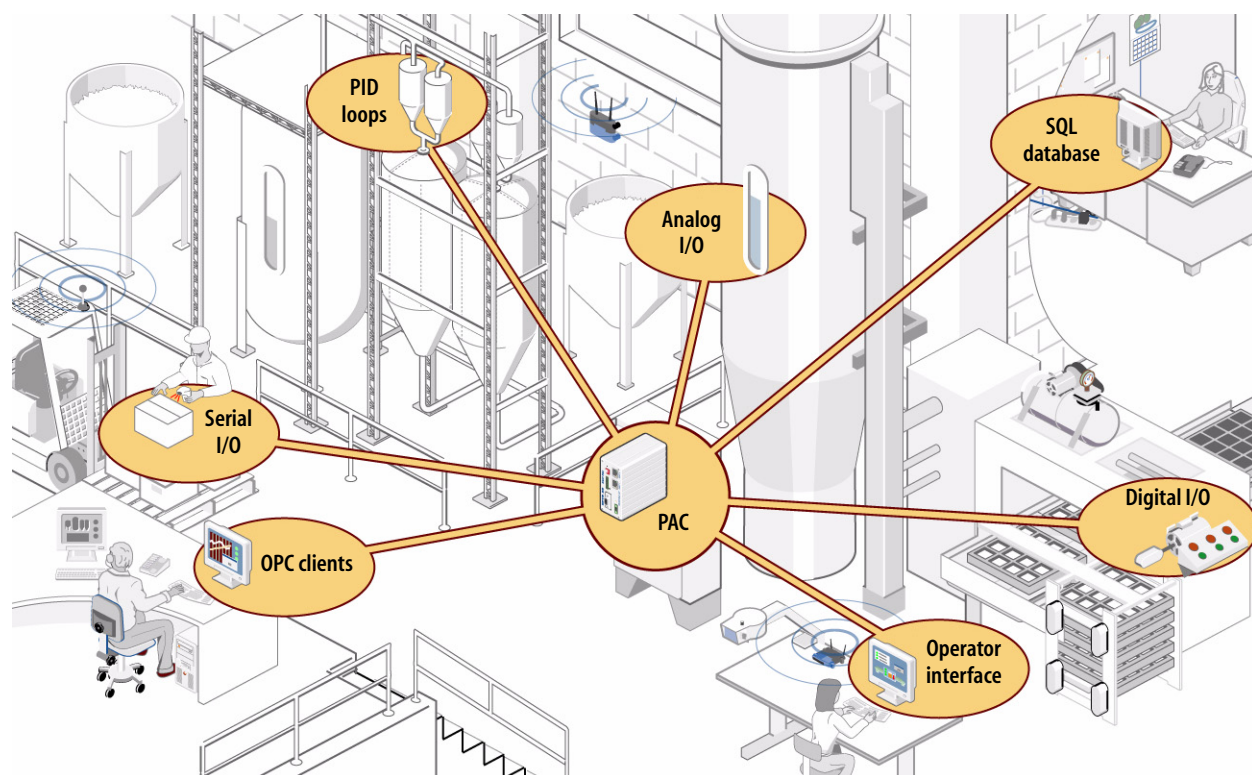 PID
loops
SQL
database
Analog
I/O
Serial
I/O
PAC
Digital I/O
OPC clients
Operator
interface